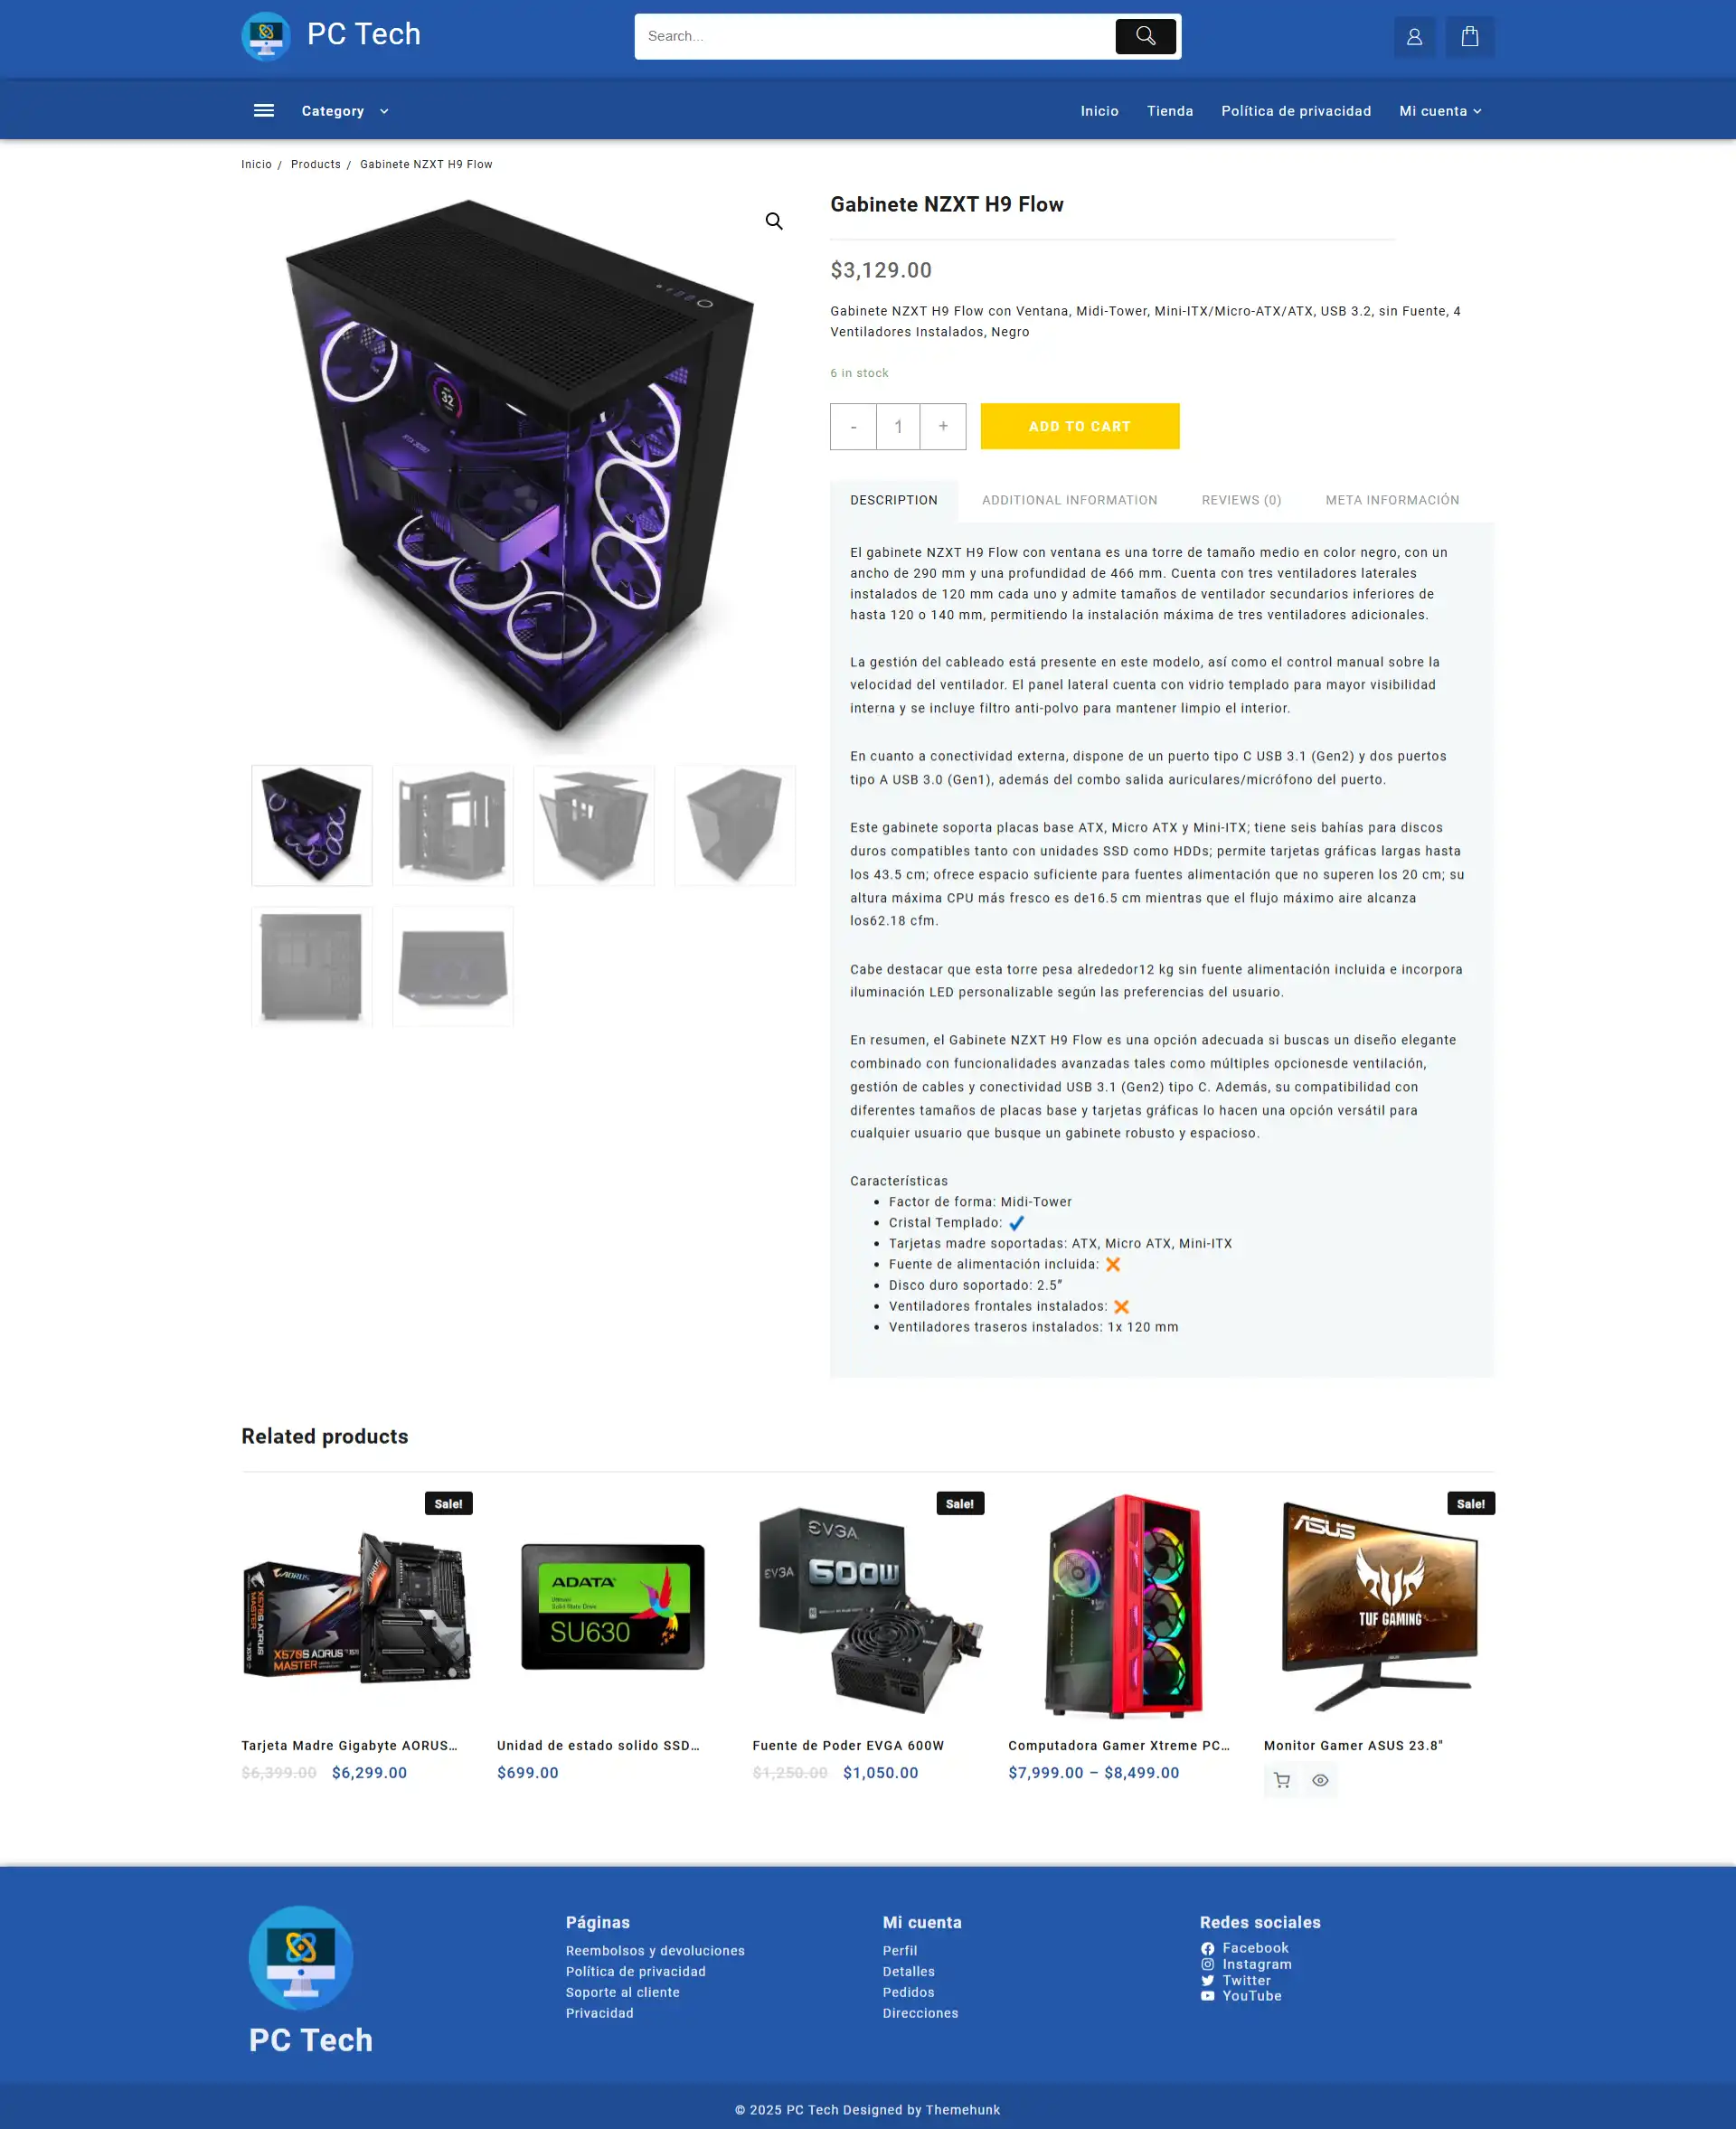 PC Tech
Search...
Category
Inicio
Tienda
Política de privacidad
Mi cuenta
Inicio / Products / Gabinete NZXT H9 Flow
Gabinete NZXT H9 Flow
$3,129.00
Gabinete NZXT H9 Flow con Ventana, Midi-Tower, Mini-ITX/Micro-ATX/ATX, USB 3.2, sin Fuente, 4
Ventiladores Instalados, Negro
6 in stock
- 1 +
ADD TO CART
32
DESCRIPTION
ADDITIONAL INFORMATION
REVIEWS (0)
META INFORMACIÓN
El gabinete NZXT H9 Flow con ventana es una torre de tamaño medio en color negro, con un
ancho de 290 mm y una profundidad de 466 mm. Cuenta con tres ventiladores laterales
instalados de 120 mm cada uno y admite tamaños de ventilador secundarios inferiores de
hasta 120 o 140 mm, permitiendo la instalación máxima de tres ventiladores adicionales.
La gestión del cableado está presente en este modelo, así como el control manual sobre la
velocidad del ventilador. El panel lateral cuenta con vidrio templado para mayor visibilidad
interna y se incluye filtro anti-polvo para mantener limpio el interior.
En cuanto a conectividad externa, dispone de un puerto tipo C USB 3.1 (Gen2) y dos puertos
tipo A USB 3.0 (Gen1), además del combo salida auriculares/micrófono del puerto.
Este gabinete soporta placas base ATX, Micro ATX y Mini-ITX; tiene seis bahías para discos
duros compatibles tanto con unidades SSD como HDDs; permite tarjetas gráficas largas hasta
los 43.5 cm; ofrece espacio suficiente para fuentes alimentación que no superen los 20 cm; su
altura máxima CPU más fresco es de16.5 cm mientras que el flujo máximo aire alcanza
los62.18 cfm.
Cabe destacar que esta torre pesa alrededor12 kg sin fuente alimentación incluida e incorpora
iluminación LED personalizable según las preferencias del usuario.
En resumen, el Gabinete NZXT H9 Flow es una opción adecuada si buscas un diseño elegante
combinado con funcionalidades avanzadas tales como múltiples opcionesde ventilación,
gestión de cables y conectividad USB 3.1 (Gen2) tipo C. Además, su compatibilidad con
diferentes tamaños de placas base y tarjetas gráficas lo hacen una opción versátil para
cualquier usuario que busque un gabinete robusto y espacioso.
Características
• Factor de forma: Midi-Tower
• Cristal Templado: ✔
• Tarjetas madre soportadas: ATX, Micro ATX, Mini-ITX
• Fuente de alimentación incluida: ❌
• Disco duro soportado: 2.5″
• Ventiladores frontales instalados: ❌
• Ventiladores traseros instalados: 1x 120 mm
Related products
Sale!
AORUS
X570S AORUS
MASTER
X570S AORUS
MASTER
Tarjeta Madre Gigabyte AORUS…
$6,399.00 $6,299.00
ADATA
Ultimate
Solid State Drive
SU630
Unidad de estado solido SSD…
$699.00
Sale!
EVGA
EVGA
600W
Fuente de Poder EVGA 600W
$1,250.00 $1,050.00
Computadora Gamer Xtreme PC…
$7,999.00 – $8,499.00
Sale!
ASUS
TUF GAMING
Monitor Gamer ASUS 23.8"
PC Tech
Páginas
Reembolsos y devoluciones
Política de privacidad
Soporte al cliente
Privacidad
Mi cuenta
Perfil
Detalles
Pedidos
Direcciones
Redes sociales
Facebook
Instagram
Twitter
YouTube
© 2025 PC Tech Designed by Themehunk